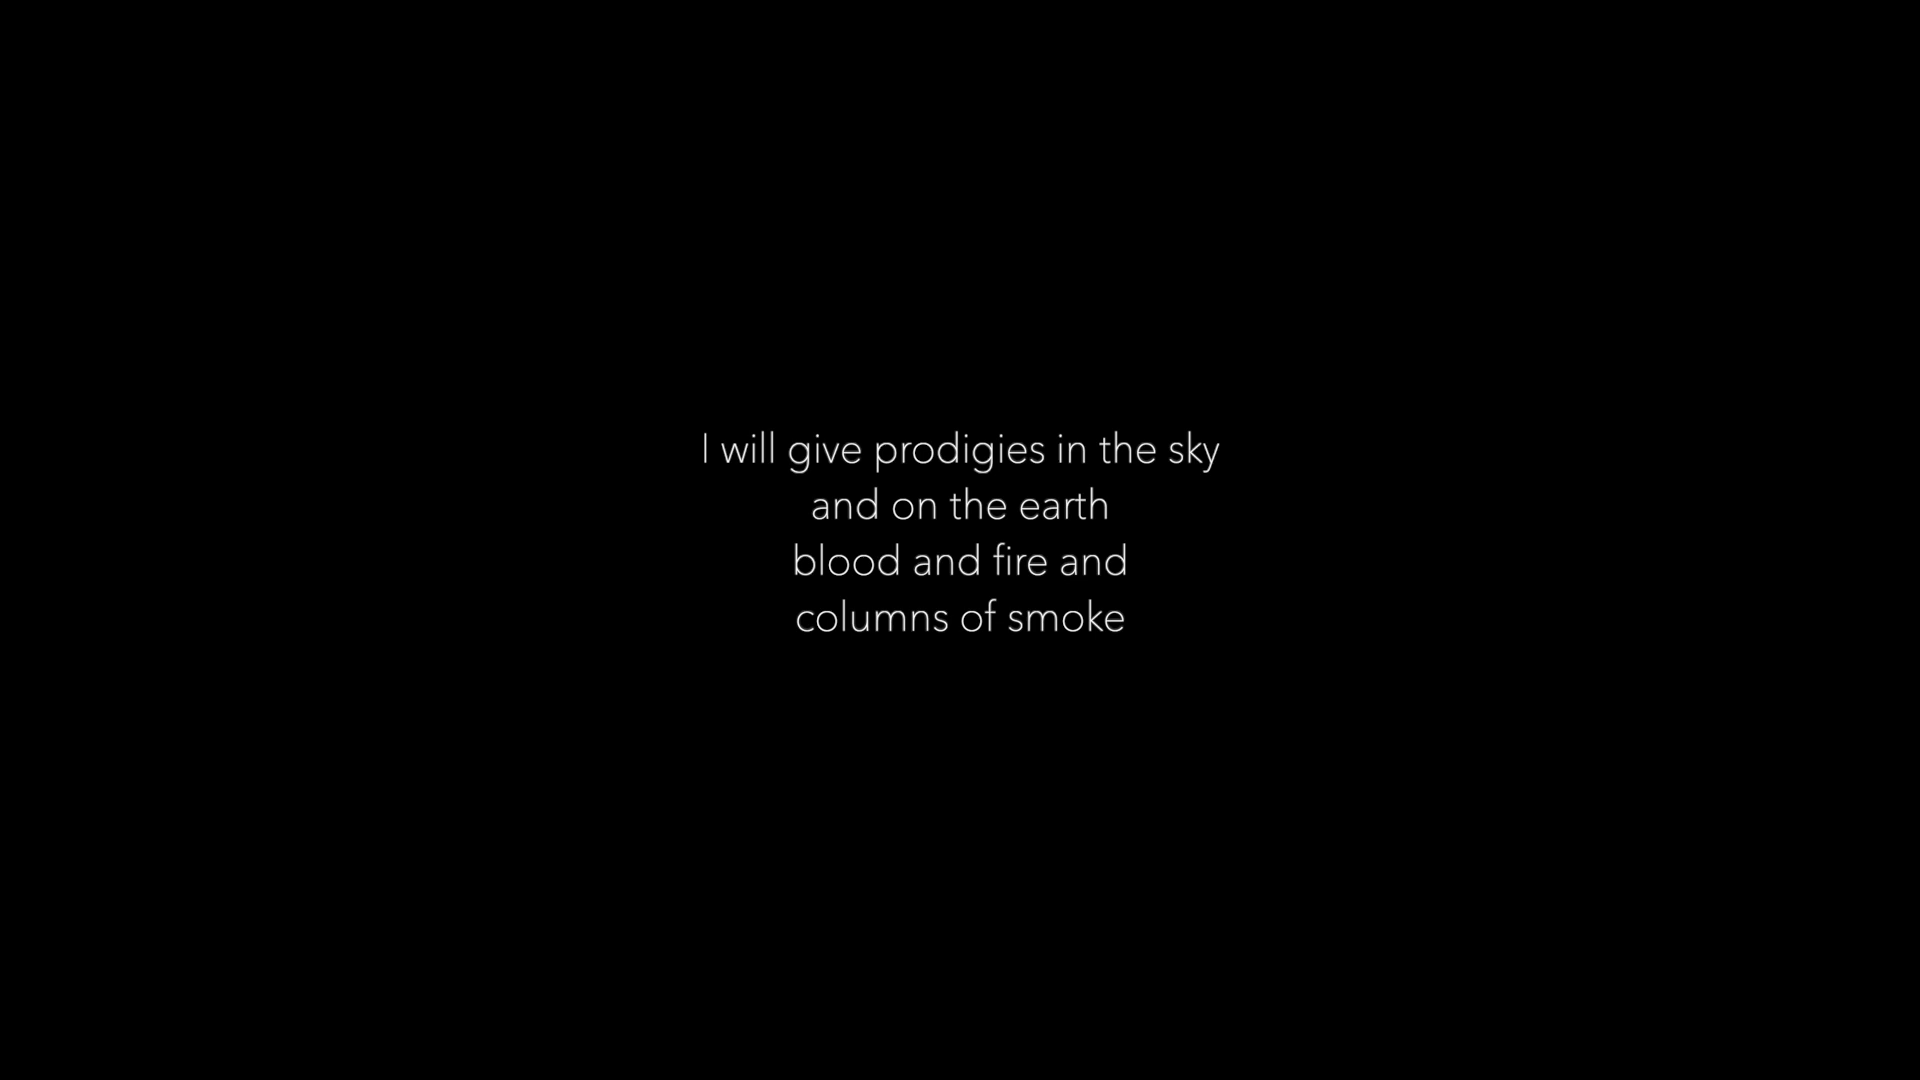 I will give prodigies in the sky
and on the earth
blood and fire and
columns of smoke